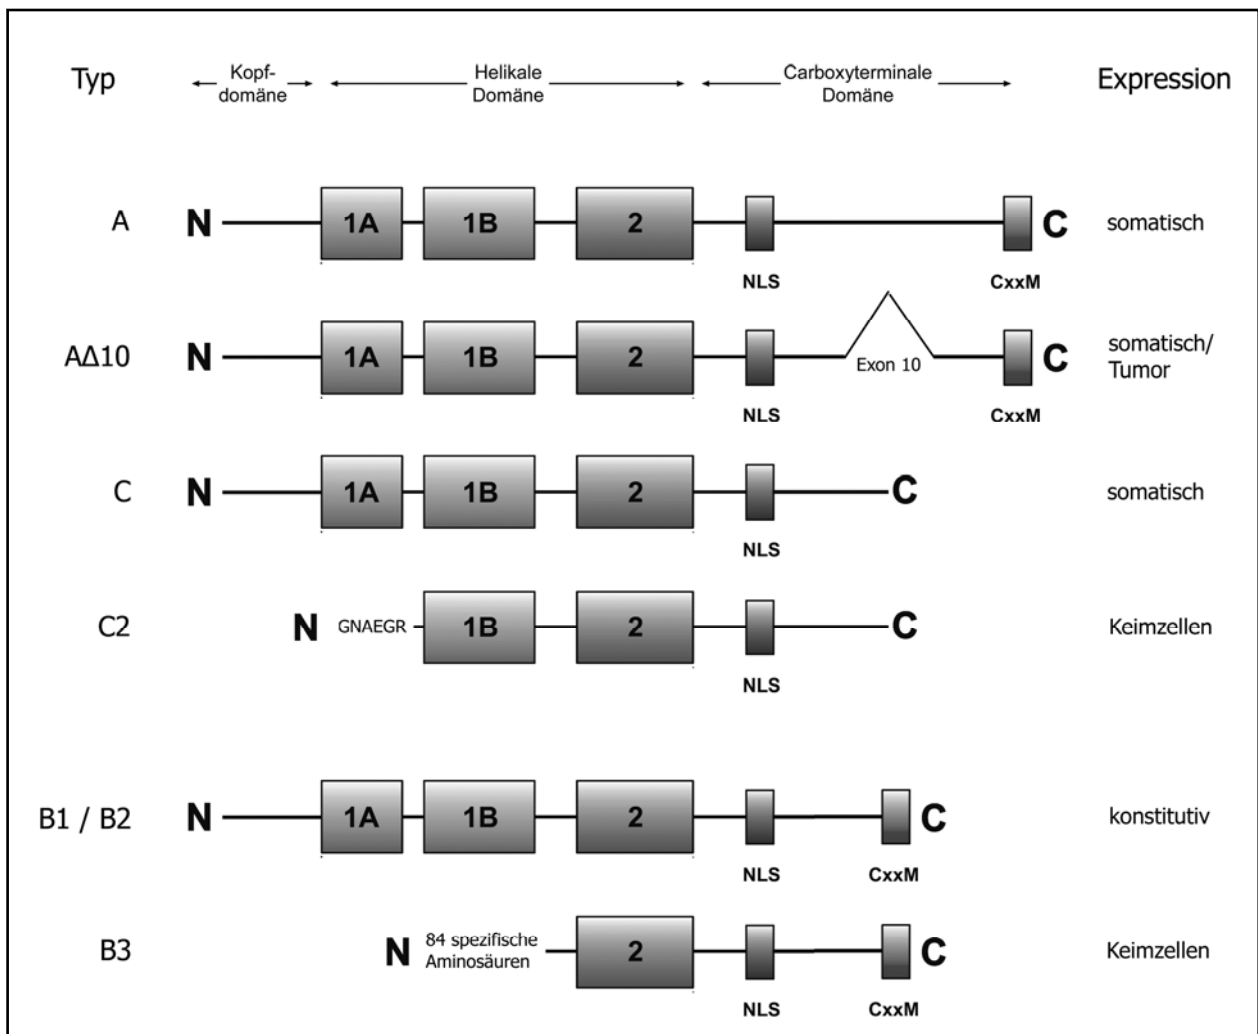 Typ
Kopf-
domäne
Helikale
Domäne
Carboxyterminale
Domäne
Expression
A N 1A 1B 2 C somatisch
NLS CxxM
AΔ10 N 1A 1B 2 Exon 10 C somatisch/
Tumor
NLS CxxM
C N 1A 1B 2 C somatisch
NLS
C2 N GNAEGR 1B 2 C Keimzellen
NLS
B1 / B2 N 1A 1B 2 C konstitutiv
NLS CxxM
B3 N 84 spezifische
Aminosäuren 2 C Keimzellen
NLS CxxM